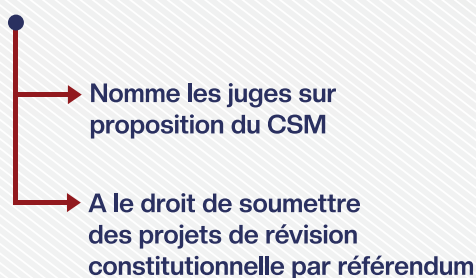 Nomme les juges sur
proposition du CSM
A le droit de soumettre
des projets de révision
constitutionnelle par référendum